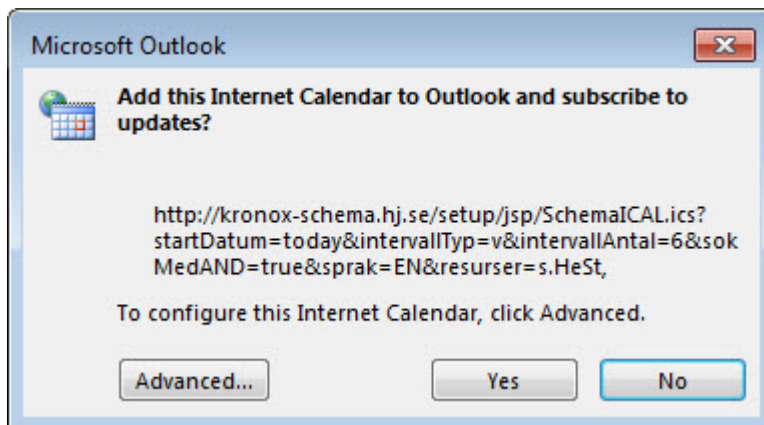 Microsoft Outlook
Add this Internet Calendar to Outlook and subscribe to
updates?
http://kronox-schema.hj.se/setup/jsp/SchemaICAL.ics?
startDatum=today&intervallTyp=v&intervallAntal=6&sok
MedAND=true&sprak=EN&resurser=s.HeSt,
To configure this Internet Calendar, click Advanced.
Advanced... Yes No